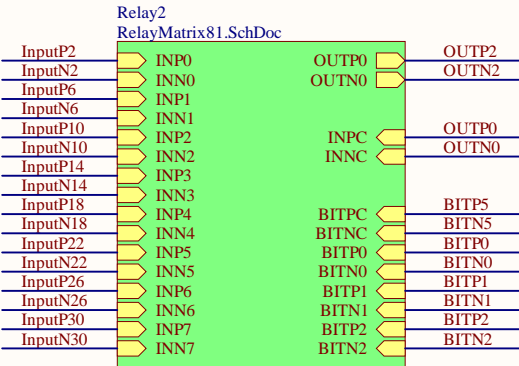 Relay2
RelayMatrix81.SchDoc
InputP2 INP0 OUTP0 OUTP2
InputN2 INN0 OUTN0 OUTN2
InputP6 INP1
InputN6 INN1
InputP10 INP2 INPC OUTP0
InputN10 INN2 INNC OUTN0
InputP14 INP3
InputN14 INN3
InputP18 INP4 BITPC BITP5
InputN18 INN4 BITNC BITN5
InputP22 INP5 BITP0 BITP0
InputN22 INN5 BITN0 BITN0
InputP26 INP6 BITP1 BITP1
InputN26 INN6 BITN1 BITN1
InputP30 INP7 BITP2 BITP2
InputN30 INN7 BITN2 BITN2